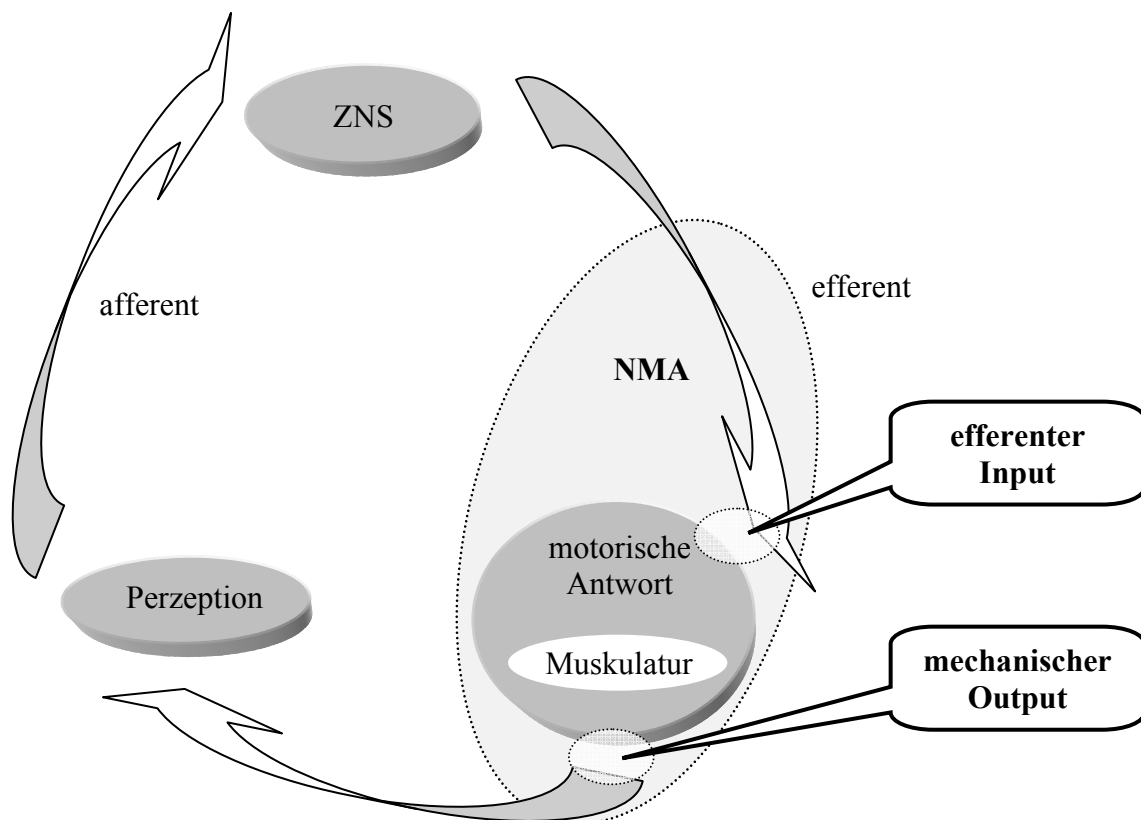 ZNS
afferent
efferent
NMA
efferenter
Input
motorische
Antwort
Perzeption
Muskulatur
mechanischer
Output